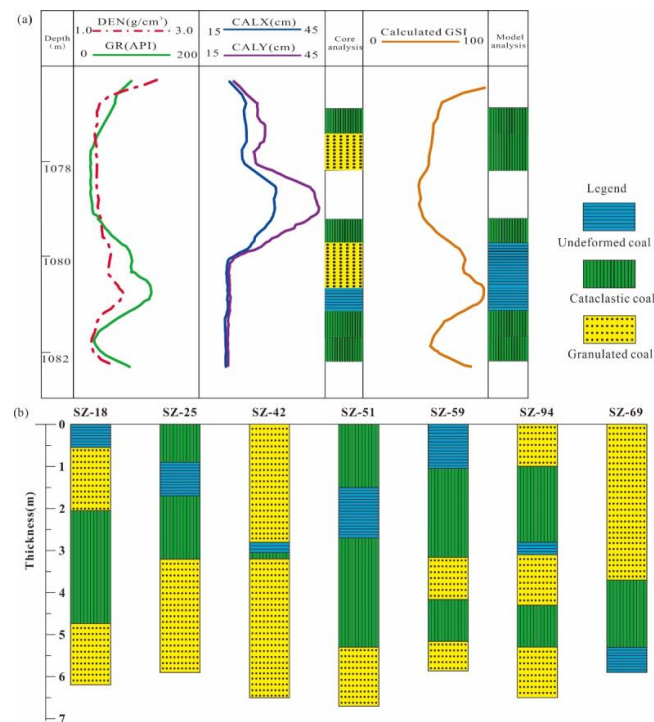 (a)
Depth
(m)
DEN(g/cm³)
1.0 3.0
GR(API)
0 200
CALX(cm)
15 45
CALY(cm)
15 45
Core
analysis
Calculated GSI
0 100
Model
analysis
1078
1080
1082
Legend
Undeformed coal
Cataclastic coal
Granulated coal
(b)
SZ-18 SZ-25 SZ-42 SZ-51 SZ-59 SZ-94 SZ-69
Thickness(m)
0
1
2
3
4
5
6
7